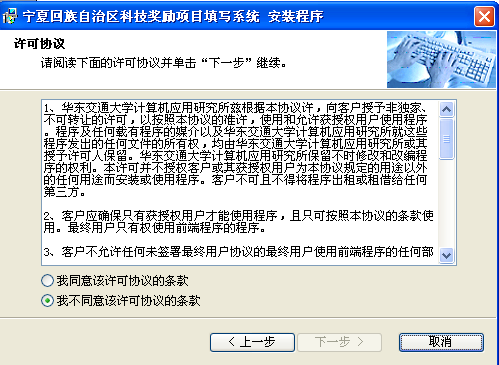 宁夏回族自治区科技奖励项目填写系统 安装程序
许可协议
请阅读下面的许可协议并单击“下一步”继续。
1、华东交通大学计算机应用研究所兹根据本协议许，向客户授予非独家、
不可转让的许可，以按照本协议的准许，使用和允许获授权用户使用程序
。程序及任何载有程序的媒介以及华东交通大学计算机应用研究所就这些
程序发出的任何文件的所有权，均由华东交通大学计算机应用研究所或其
授予许可人保留。华东交通大学计算机应用研究所保留不时修改和改编程
序的权利。本许可并不授权客户或其获授权用户为本协议规定的用途以外
的任何用途而安装或使用程序。客户不可且不得将程序出租或租借给任何
第三方。
2、客户应确保只有获授权用户才能使用程序，且只可按照本协议的条款使
用。最终用户只有权使用前端程序的程序。
3、客户不允许任何未签署最终用户协议的最终用户使用前端程序的任何部
我同意该许可协议的条款
我不同意该许可协议的条款
< 上一步
下一步 >
取消